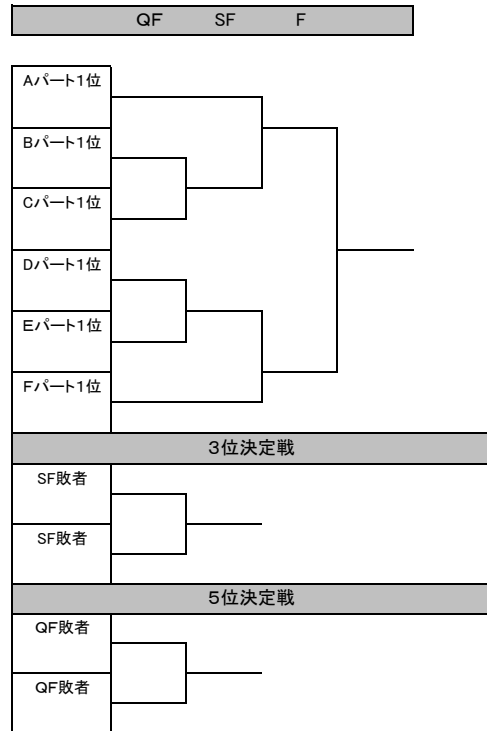 QF SF F
Aパート1位
Bパート1位
Cパート1位
Dパート1位
Eパート1位
Fパート1位
3位決定戦
SF敗者
SF敗者
5位決定戦
QF敗者
QF敗者